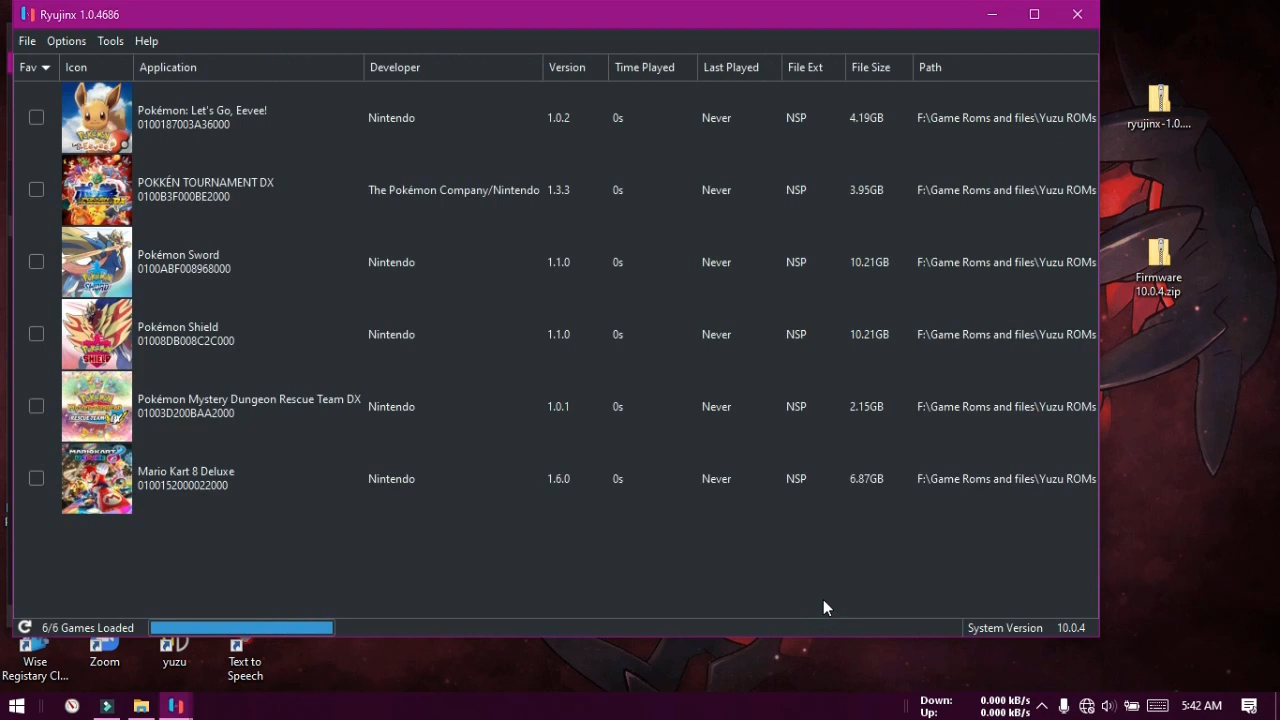 Ryujinx 1.0.4686
File Options Tools Help
Fav Icon Application Developer Version Time Played Last Played File Ext File Size Path
Pokémon: Let's Go, Eevee!
0100187003A36000
Nintendo 1.0.2 0s Never NSP 4.19GB F:\Game Roms and files\Yuzu ROMs
POKKÉN TOURNAMENT DX
0100B3F000BE2000
The Pokémon Company/Nintendo 1.3.3 0s Never NSP 3.95GB F:\Game Roms and files\Yuzu ROMs
Pokémon Sword
0100ABF008968000
Nintendo 1.1.0 0s Never NSP 10.21GB F:\Game Roms and files\Yuzu ROMs
Pokémon Shield
01008DB008C2C000
Nintendo 1.1.0 0s Never NSP 10.21GB F:\Game Roms and files\Yuzu ROMs
Pokémon Mystery Dungeon Rescue Team DX
01003D200BAA2000
Nintendo 1.0.1 0s Never NSP 2.15GB F:\Game Roms and files\Yuzu ROMs
Mario Kart 8 Deluxe
0100152000022000
Nintendo 1.6.0 0s Never NSP 6.87GB F:\Game Roms and files\Yuzu ROMs
6/6 Games Loaded
System Version 10.0.4
ryujinx-1.0....
Firmware
10.0.4.zip
Wise
Registary Cl...
Zoom
yuzu
Text to
Speech
Down: 0.000 kB/s
Up: 0.000 kB/s
5:42 AM